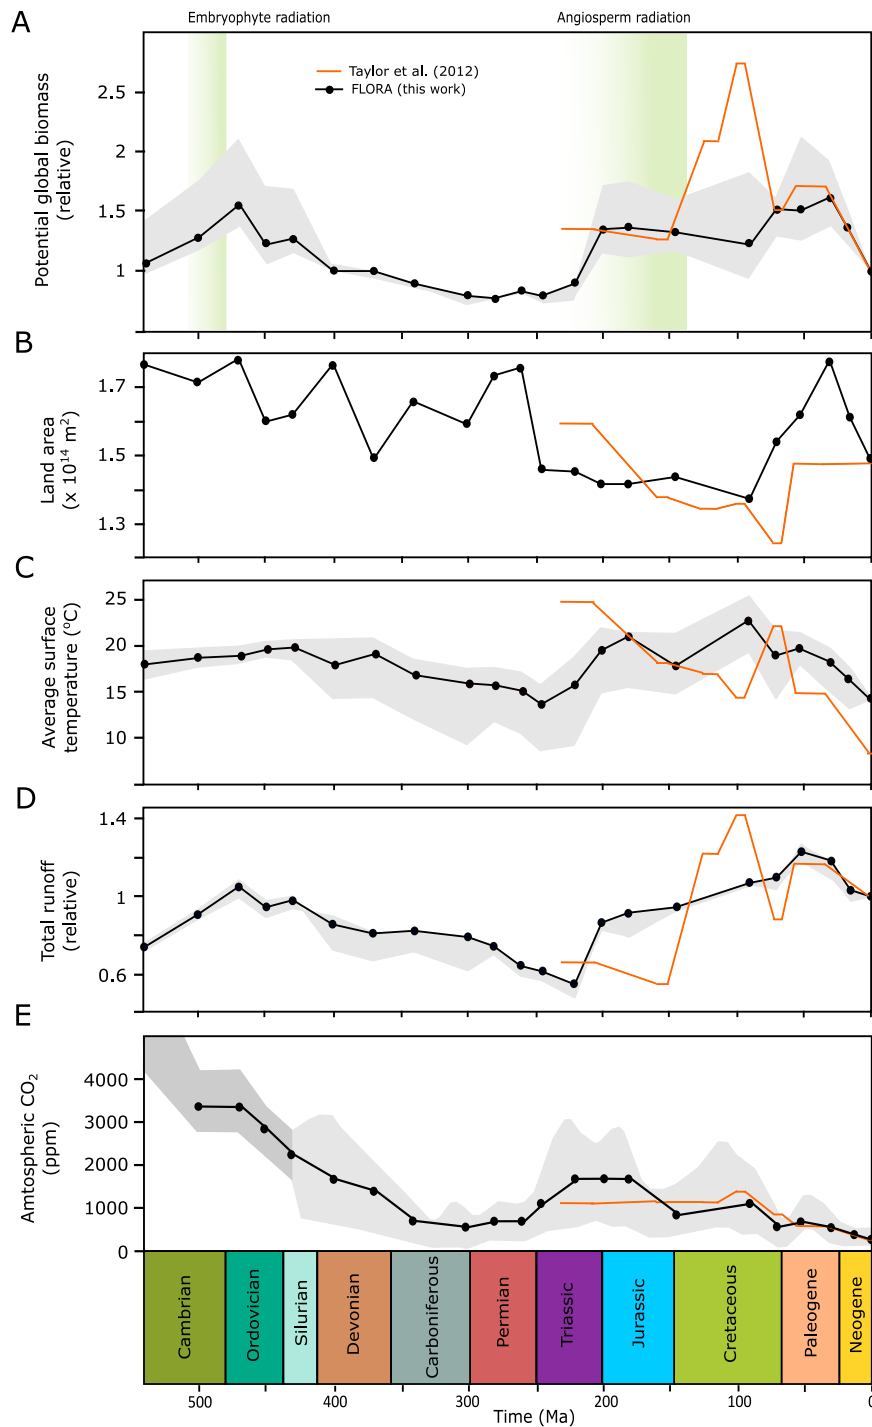 Embryophyte radiation
Angiosperm radiation
A
Taylor et al. (2012)
FLORA (this work)
Potential global biomass
(relative)
2.5
2
1.5
1
B
Land area
(x 10¹⁴ m²)
1.7
1.5
1.3
C
Average surface
temperature (°C)
25
20
15
10
D
Total runoff
(relative)
1.4
1
0.6
E
Amtospheric CO₂
(ppm)
4000
3000
2000
1000
0
Cambrian
Ordovician
Silurian
Devonian
Carboniferous
Permian
Triassic
Jurassic
Cretaceous
Paleogene
Neogene
500
400
300
200
100
0
Time (Ma)